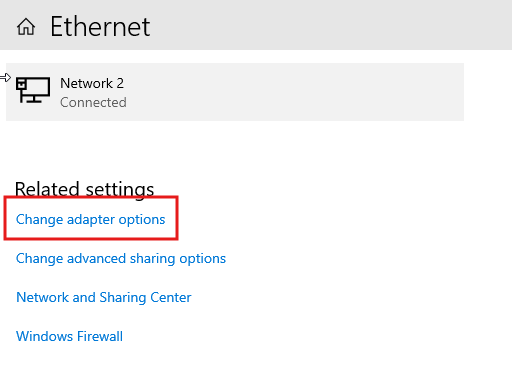 Ethernet
Network 2
Connected
Related settings
Change adapter options
Change advanced sharing options
Network and Sharing Center
Windows Firewall